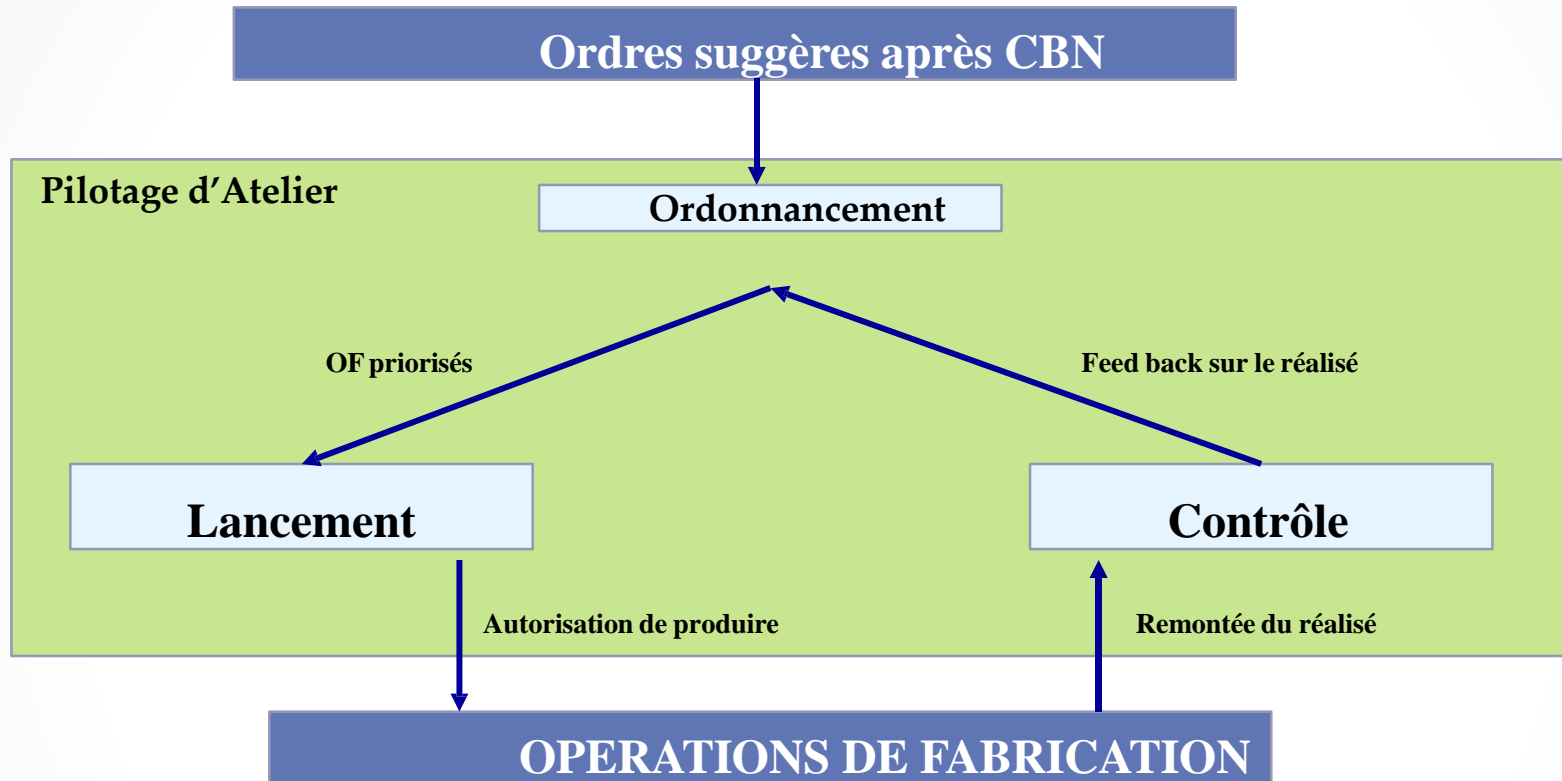 Ordres suggères après CBN
Pilotage d’Atelier
Ordonnancement
OF priorisés
Feed back sur le réalisé
Lancement
Contrôle
Autorisation de produire
Remontée du réalisé
OPERATIONS DE FABRICATION